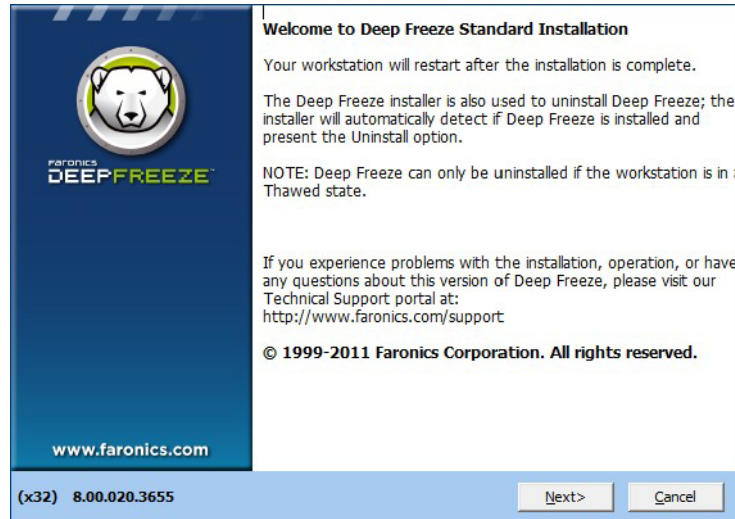 Welcome to Deep Freeze Standard Installation
Your workstation will restart after the installation is complete.
The Deep Freeze installer is also used to uninstall Deep Freeze; the
installer will automatically detect if Deep Freeze is installed and
present the Uninstall option.
NOTE: Deep Freeze can only be uninstalled if the workstation is in a
Thawed state.
If you experience problems with the installation, operation, or have
any questions about this version of Deep Freeze, please visit our
Technical Support portal at:
http://www.faronics.com/support
© 1999-2011 Faronics Corporation. All rights reserved.
FARONICS
DEEPFREEZE
www.faronics.com
(x32) 8.00.020.3655
Next>
Cancel